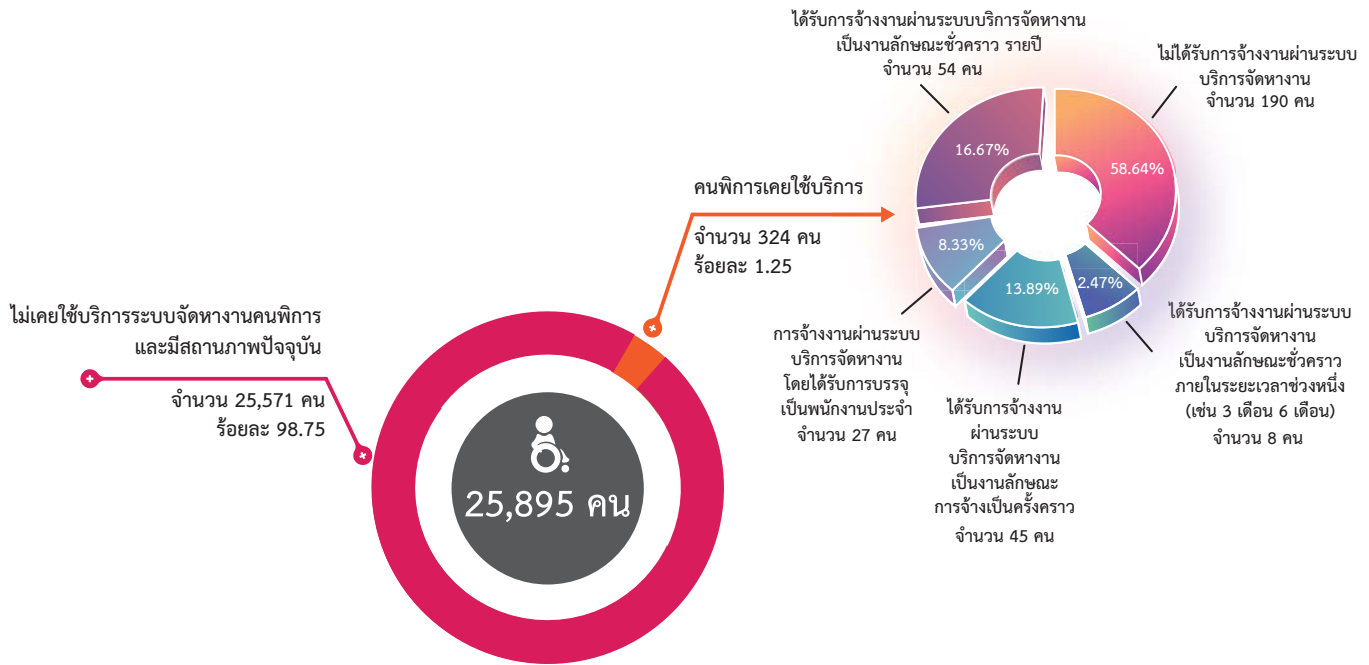 ได้รับการจ้างงานผ่านระบบบริการจัดหางาน
เป็นงานลักษณะชั่วคราว รายปี
จำนวน 54 คน
ไม่ได้รับการจ้างงานผ่านระบบ
บริการจัดหางาน
จำนวน 190 คน
16.67%
58.64%
8.33%
13.89%
2.47%
คนพิการเคยใช้บริการ
จำนวน 324 คน
ร้อยละ 1.25
ไม่เคยใช้บริการระบบจัดหางานคนพิการ
และมีสถานภาพปัจจุบัน
จำนวน 25,571 คน
ร้อยละ 98.75
25,895 คน
การจ้างงานผ่านระบบ
บริการจัดหางาน
โดยได้รับการบรรจุ
เป็นพนักงานประจำ
จำนวน 27 คน
ได้รับการจ้างงาน
ผ่านระบบ
บริการจัดหางาน
เป็นงานลักษณะ
การจ้างเป็นครั้งคราว
จำนวน 45 คน
ได้รับการจ้างงานผ่านระบบ
บริการจัดหางาน
เป็นงานลักษณะชั่วคราว
ภายในระยะเวลาช่วงหนึ่ง
(เช่น 3 เดือน 6 เดือน)
จำนวน 8 คน